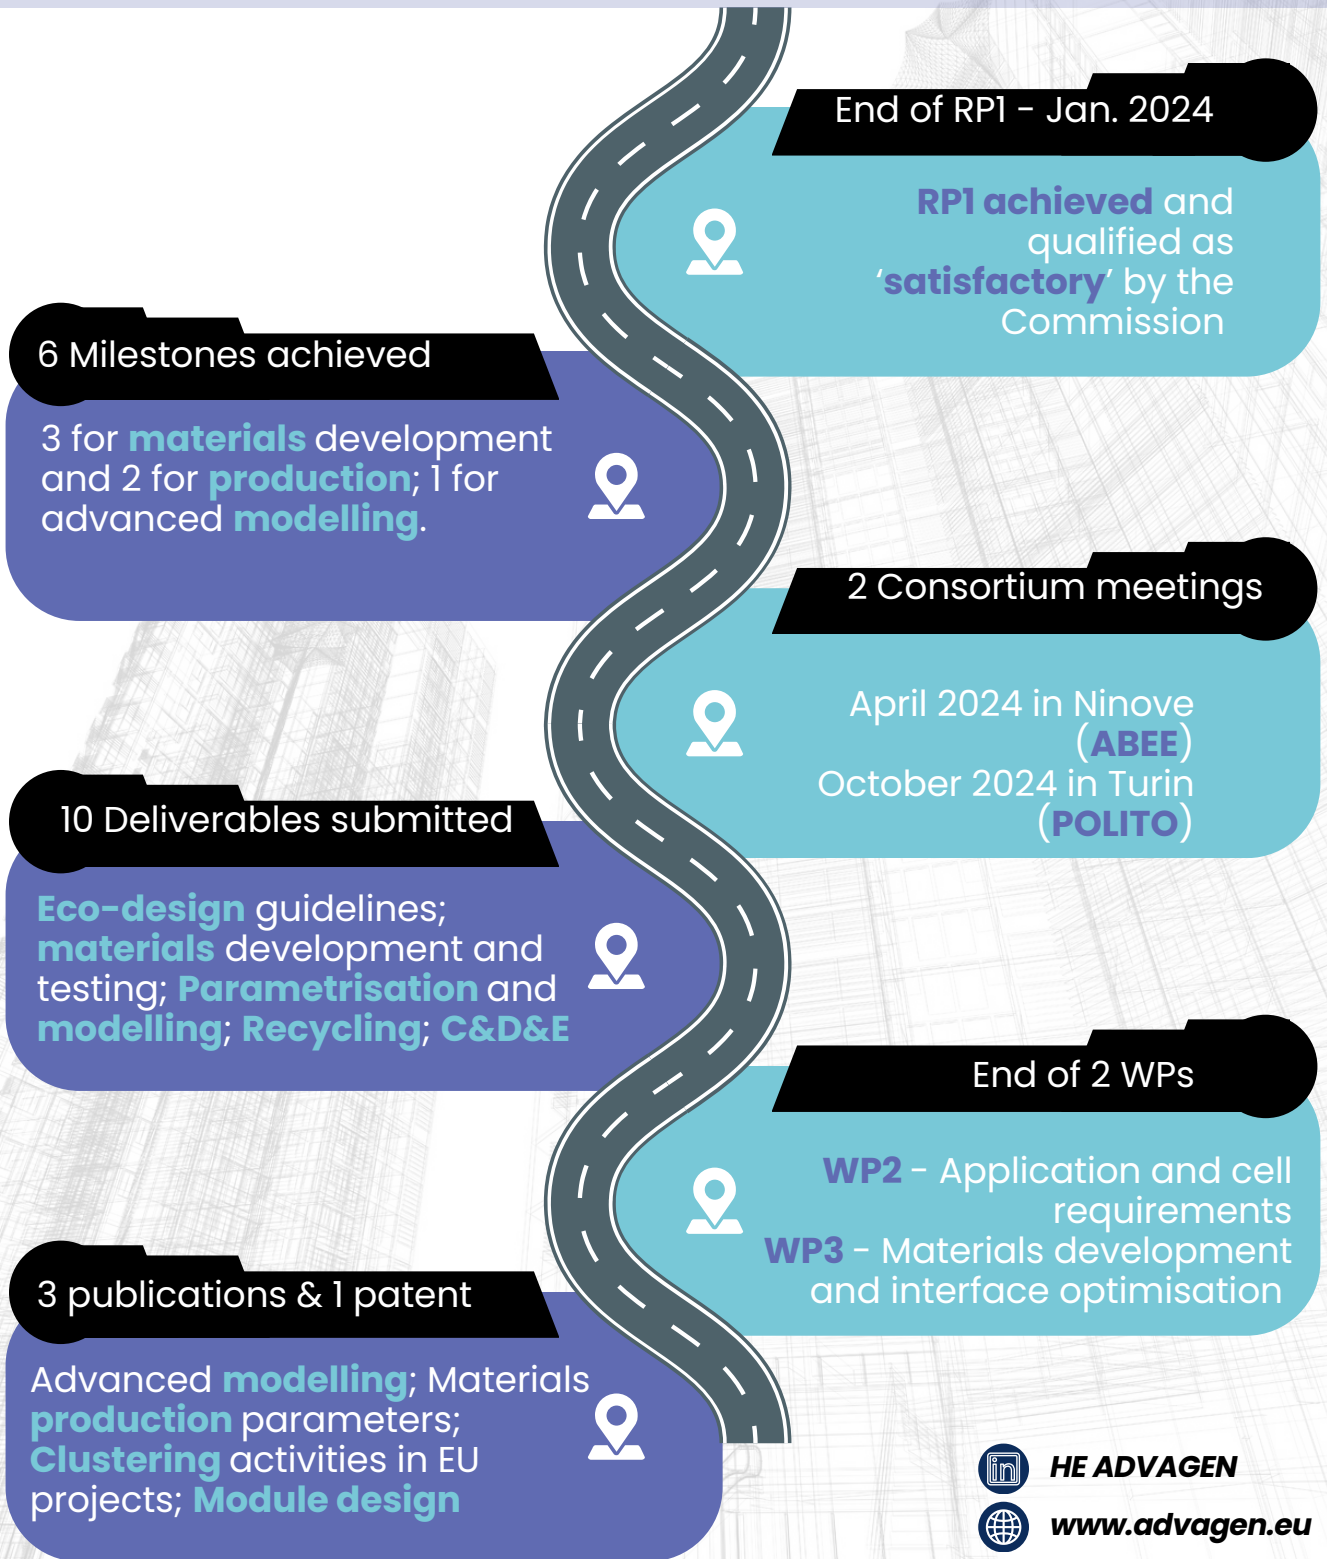 End of RP1 - Jan. 2024
RP1 achieved and
qualified as
‘satisfactory’ by the
Commission
6 Milestones achieved
3 for materials development
and 2 for production; 1 for
advanced modelling.
2 Consortium meetings
April 2024 in Ninove
(ABEE)
October 2024 in Turin
(POLITO)
10 Deliverables submitted
Eco-design guidelines;
materials development and
testing; Parametrisation and
modelling; Recycling; C&D&E
End of 2 WPs
WP2 - Application and cell
requirements
WP3 - Materials development
and interface optimisation
3 publications & 1 patent
Advanced modelling; Materials
production parameters;
Clustering activities in EU
projects; Module design
in
HE ADVAGEN
www.advagen.eu